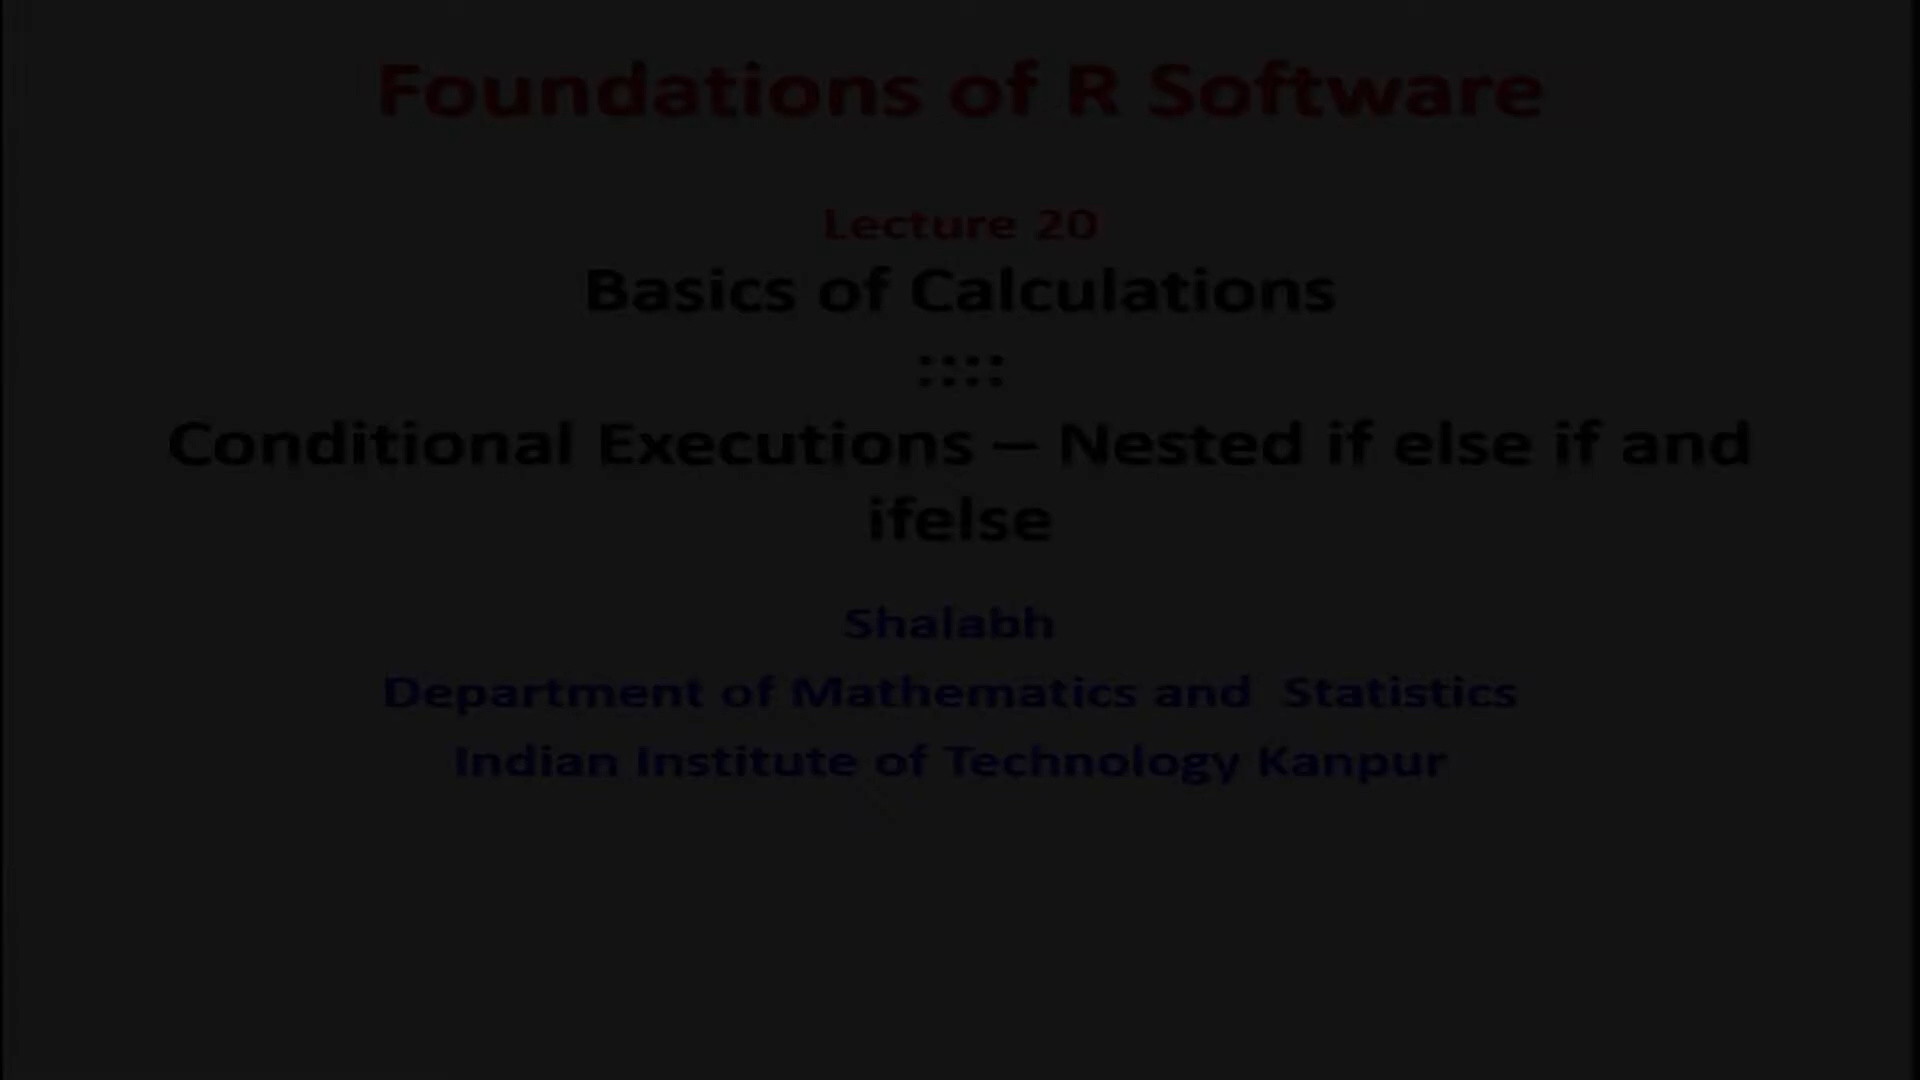 Foundations of R Software
Lecture 20
Basics of Calculations
::::
Conditional Executions – Nested if else if and
ifelse
Shalabh
Department of Mathematics and  Statistics
Indian Institute of Technology Kanpur